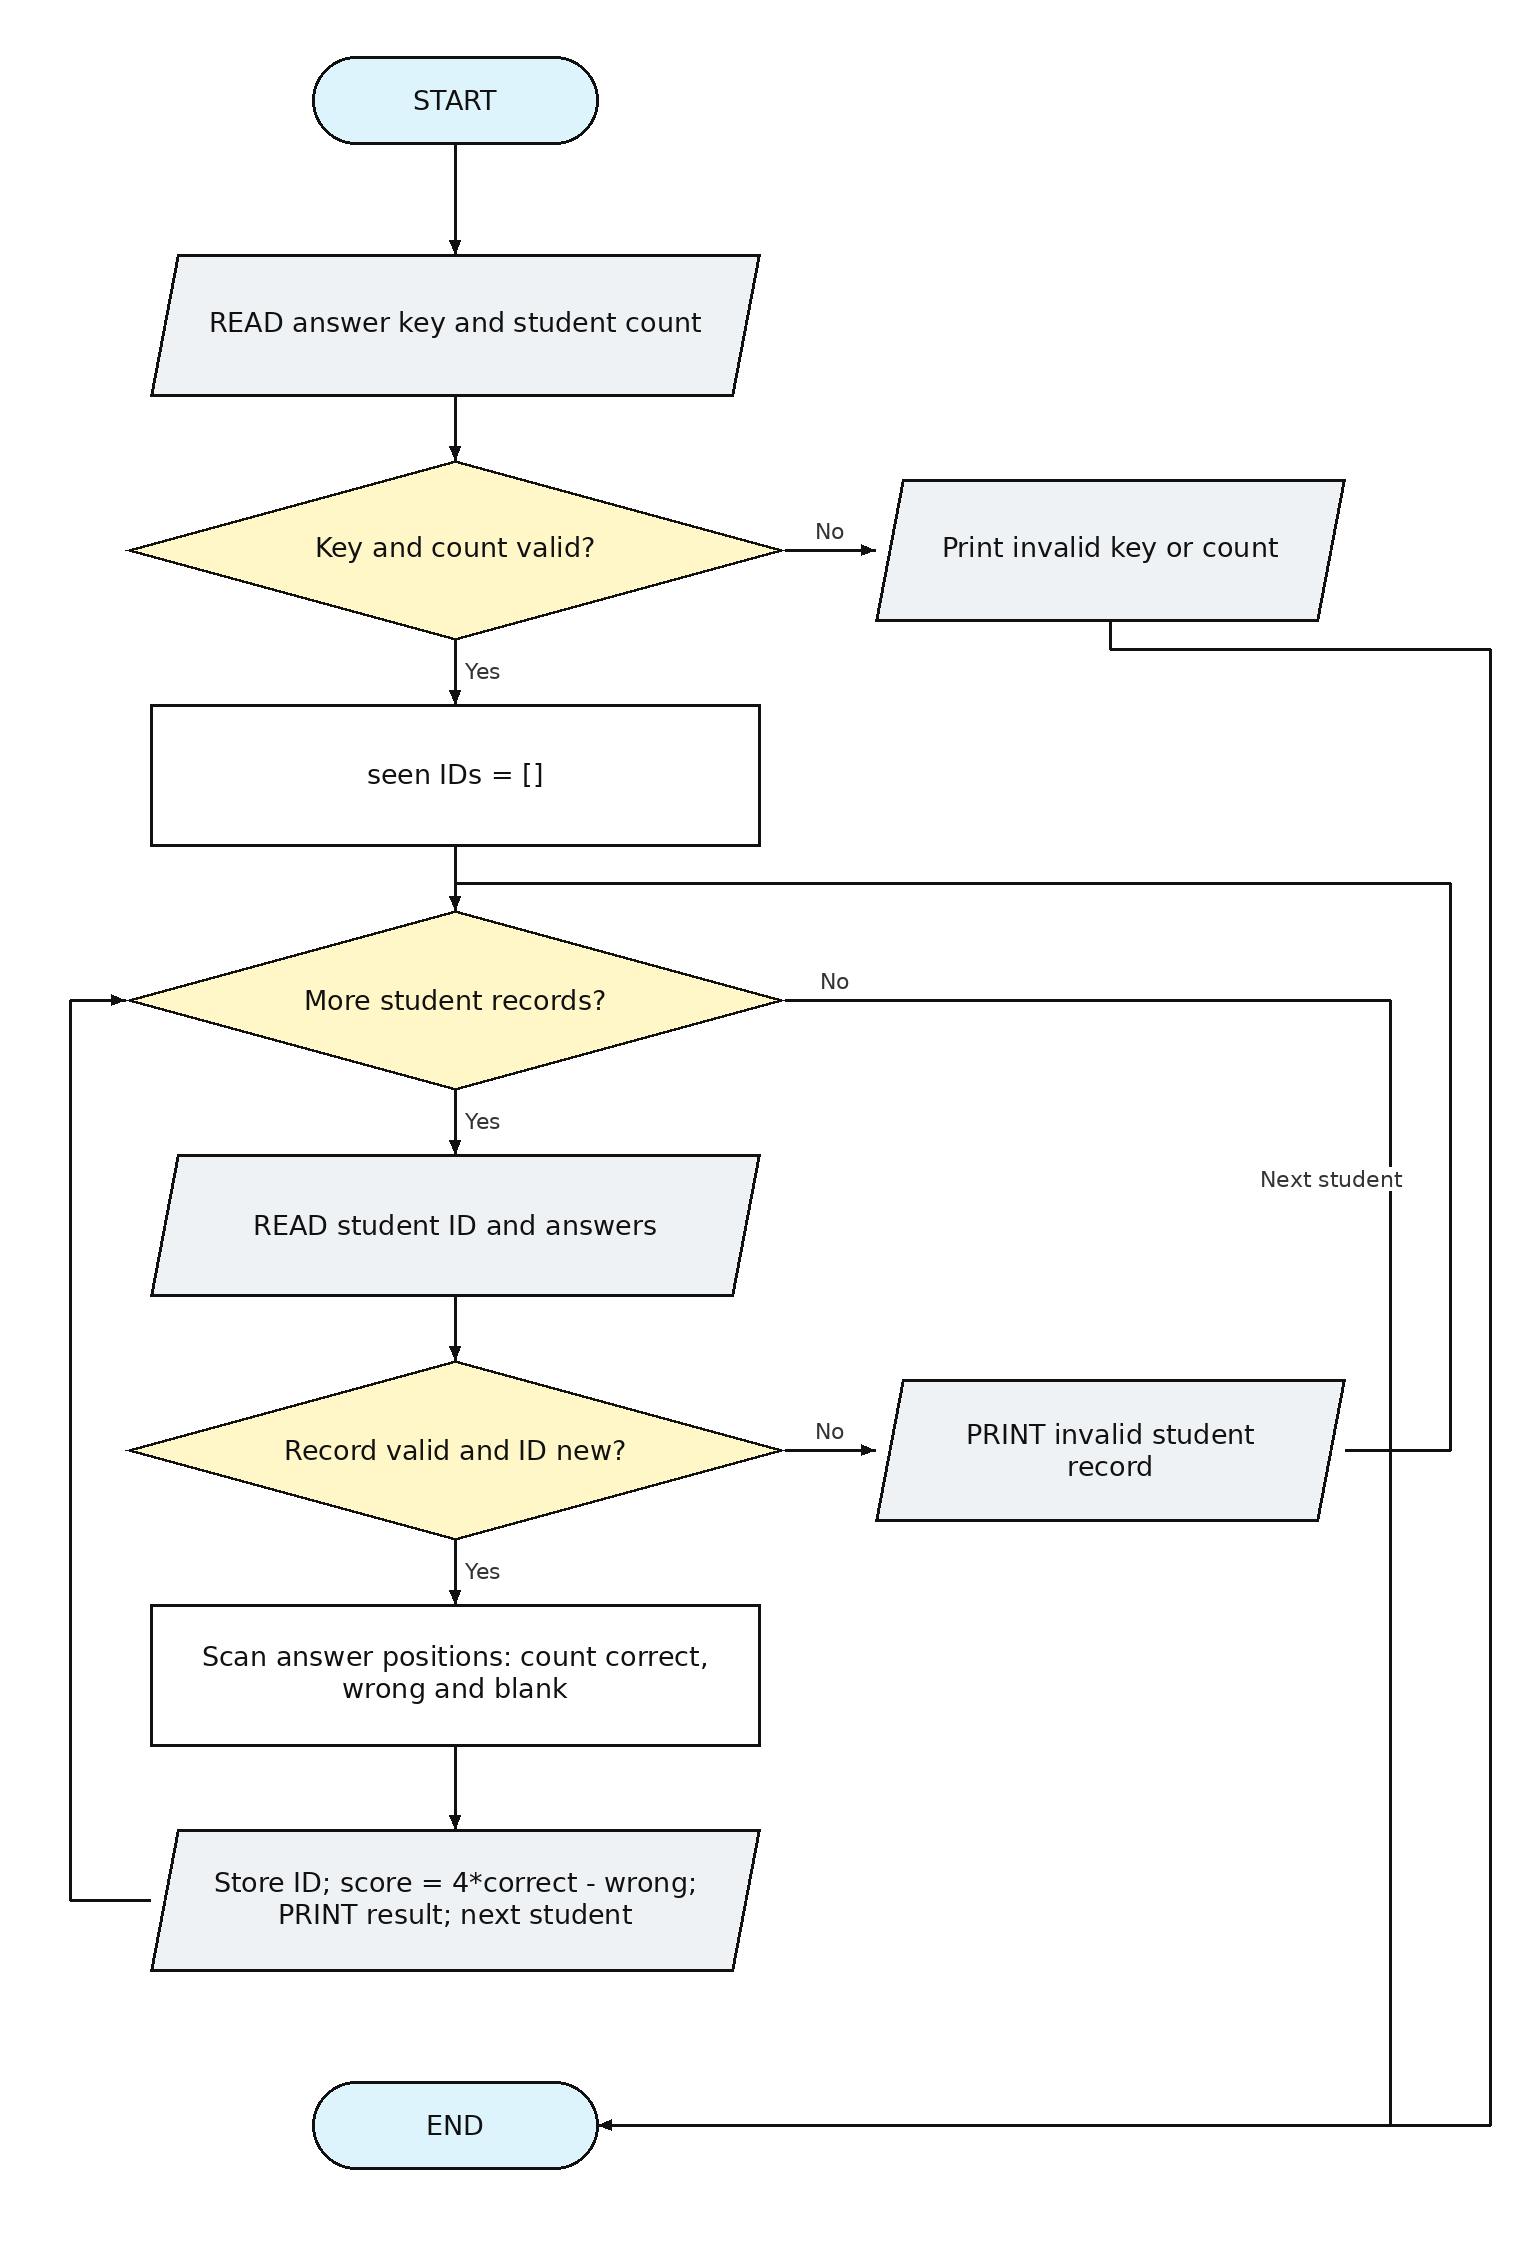 START
READ answer key and student count
Key and count valid?
No
Print invalid key or count
Yes
seen IDs = []
More student records?
No
Yes
Next student
READ student ID and answers
Record valid and ID new?
No
PRINT invalid student
record
Yes
Scan answer positions: count correct,
wrong and blank
Store ID; score = 4*correct - wrong;
PRINT result; next student
END